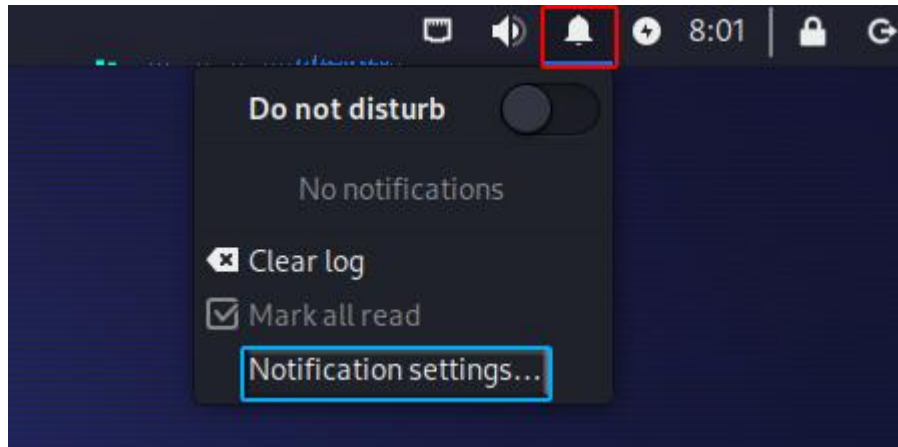 8:01
Do not disturb
No notifications
Clear log
Mark all read
Notification settings...